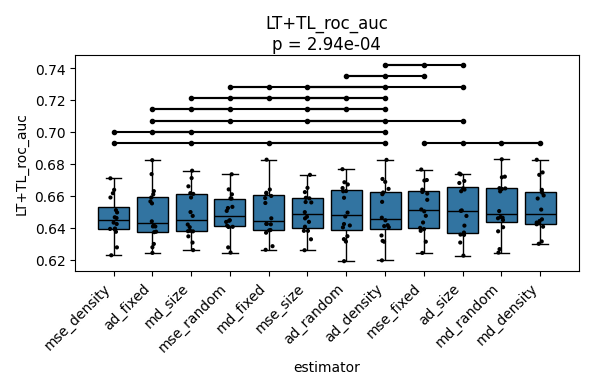 LT+TL_roc_auc
p = 2.94e-04
LT+TL_roc_auc
0.74
0.72
0.70
0.68
0.66
0.64
0.62
mse_density
ad_fixed
md_size
mse_random
md_fixed
mse_size
ad_random
ad_density
mse_fixed
ad_size
md_random
md_density
estimator